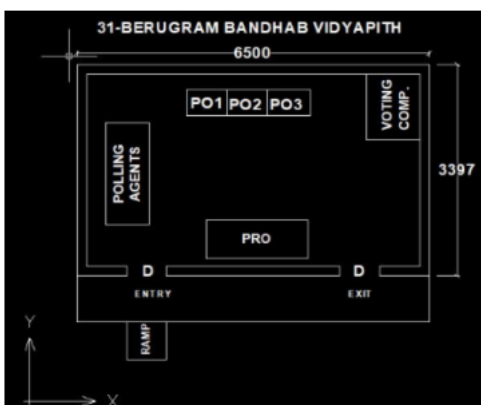 31-BERUGRAM BANDHAB VIDYAPITH
6500
PO1 PO2 PO3
VOTING
COMP.
POLLING
AGENTS
3397
PRO
D
D
ENTRY
EXIT
RAMP
Y
X